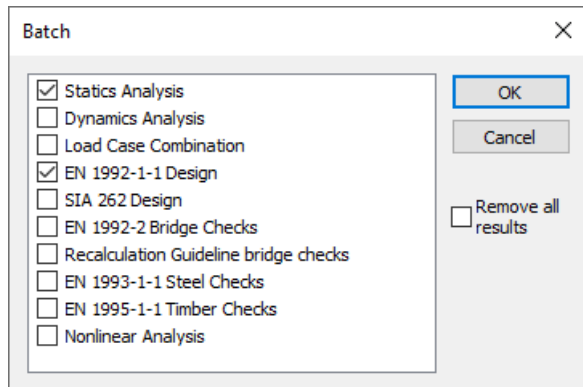 Batch
Statics Analysis
Dynamics Analysis
Load Case Combination
EN 1992-1-1 Design
SIA 262 Design
EN 1992-2 Bridge Checks
Recalculation Guideline bridge checks
EN 1993-1-1 Steel Checks
EN 1995-1-1 Timber Checks
Nonlinear Analysis
OK
Cancel
Remove all
results